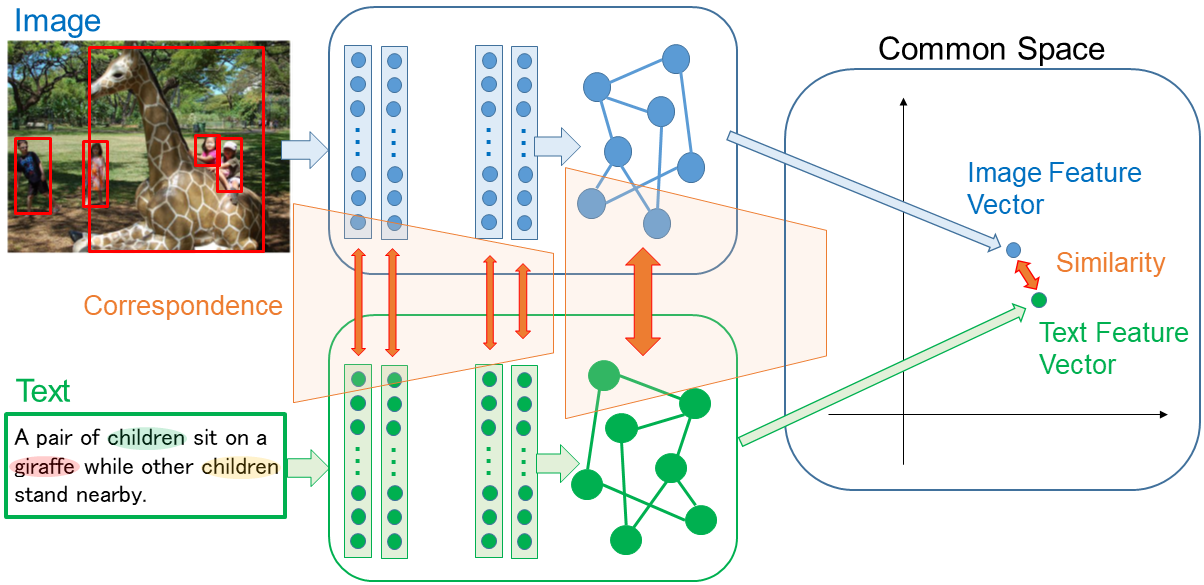 Image
Common Space
Image Feature
Vector
Similarity
Correspondence
Text Feature
Vector
Text
A pair of children sit on a
giraffe while other children
stand nearby.